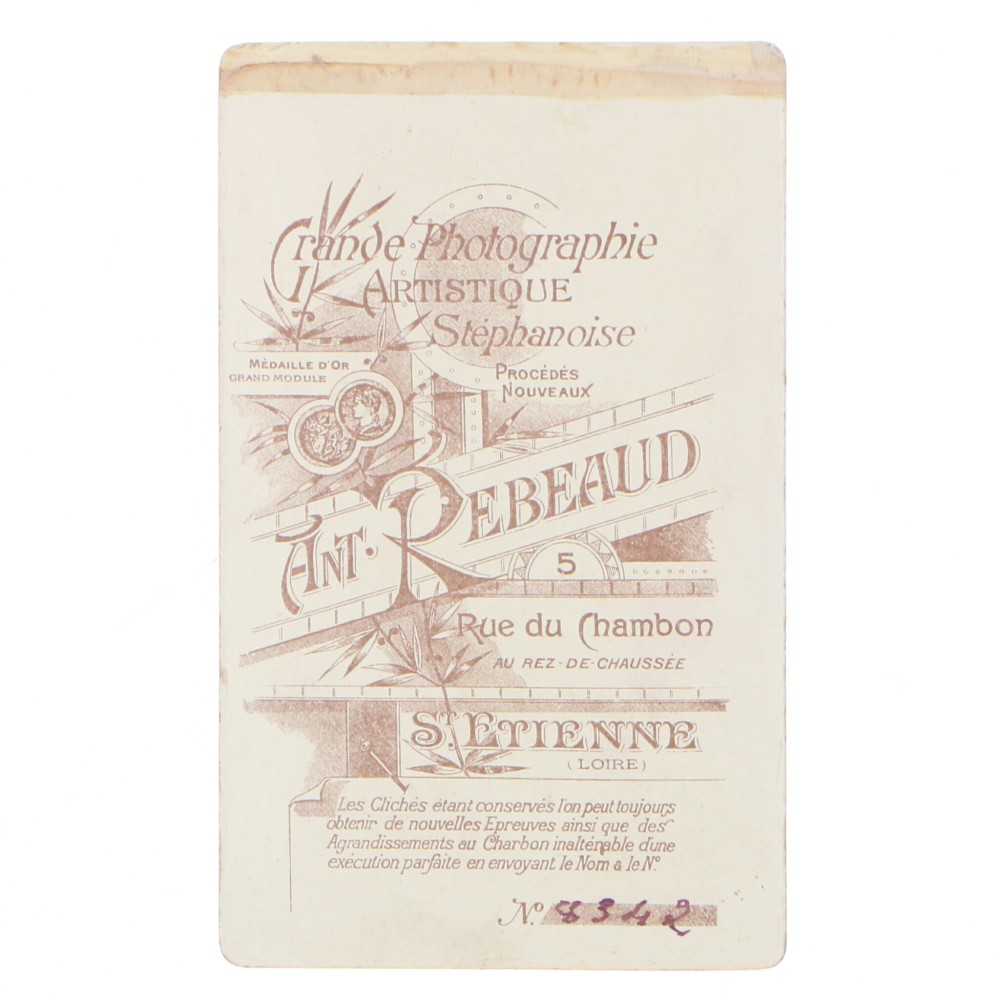 Grande Photographie
ARTISTIQUE
Stéphanoise
MÉDAILLE D'OR
GRAND MODULE
PROCÉDÉS
NOUVEAUX
ANT. REBEAUD
5
Rue du Chambon
AU REZ-DE-CHAUSSÉE
ST. ETIENNE
(LOIRE)
Les Clichés étant conservés l'on peut toujours
obtenir de nouvelles Epreuves ainsi que des
Agrandissements au Charbon inaltérable d'une
exécution parfaite en envoyant le Nom & le No.
No. 8342